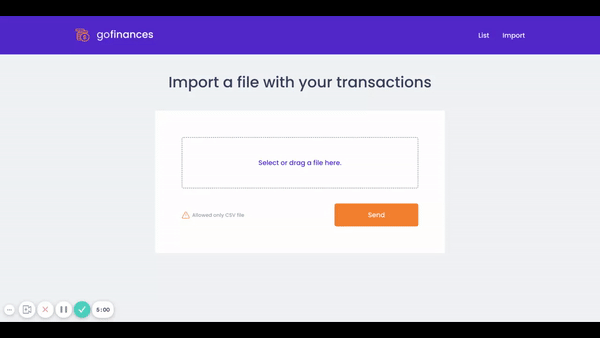 gofinances
List Import
Import a file with your transactions
Select or drag a file here.
Allowed only CSV file
Send
5:00